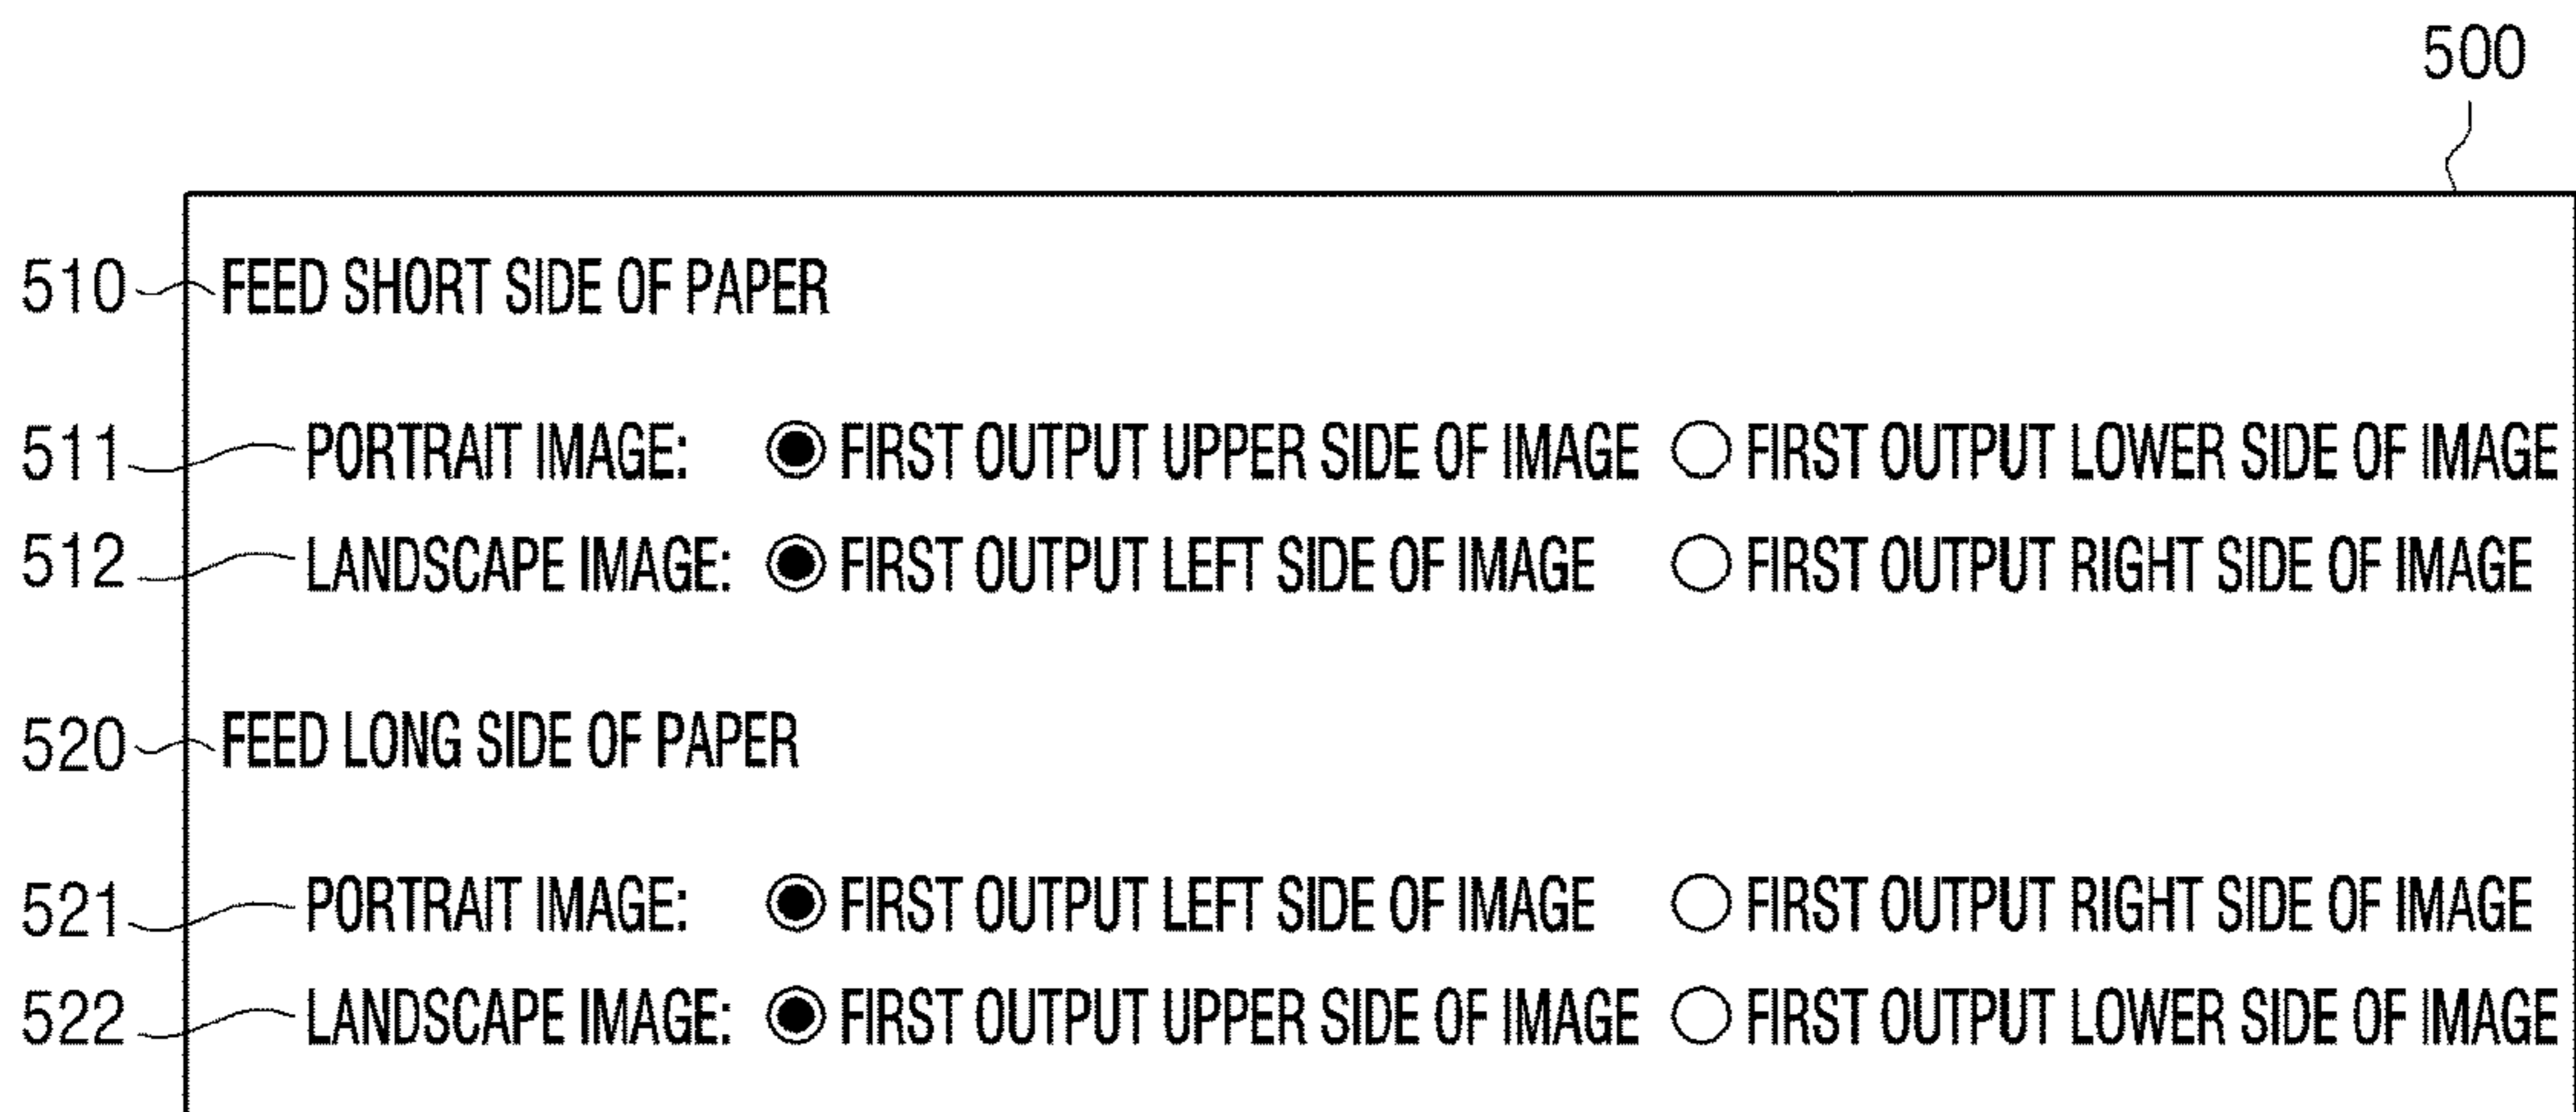 500
510 FEED SHORT SIDE OF PAPER
511 PORTRAIT IMAGE: FIRST OUTPUT UPPER SIDE OF IMAGE FIRST OUTPUT LOWER SIDE OF IMAGE
512 LANDSCAPE IMAGE: FIRST OUTPUT LEFT SIDE OF IMAGE FIRST OUTPUT RIGHT SIDE OF IMAGE
520 FEED LONG SIDE OF PAPER
521 PORTRAIT IMAGE: FIRST OUTPUT LEFT SIDE OF IMAGE FIRST OUTPUT RIGHT SIDE OF IMAGE
522 LANDSCAPE IMAGE: FIRST OUTPUT UPPER SIDE OF IMAGE FIRST OUTPUT LOWER SIDE OF IMAGE